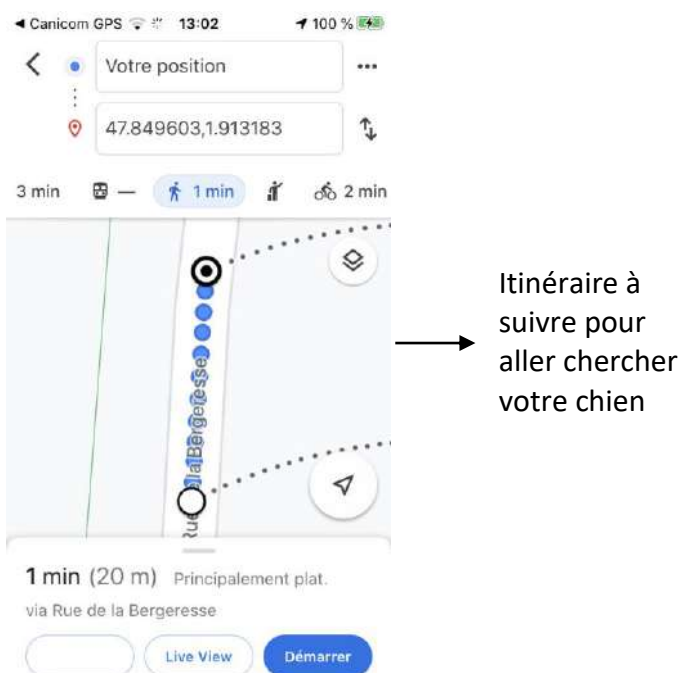 ◀ Canicom GPS 13:02 100 %
Votre position
47.849603,1.913183
3 min — 1 min 2 min
Rue de la Bergeresse
1 min (20 m) Principalement plat.
via Rue de la Bergeresse
Live View Démarrer
Itinéraire à
suivre pour
aller chercher
votre chien